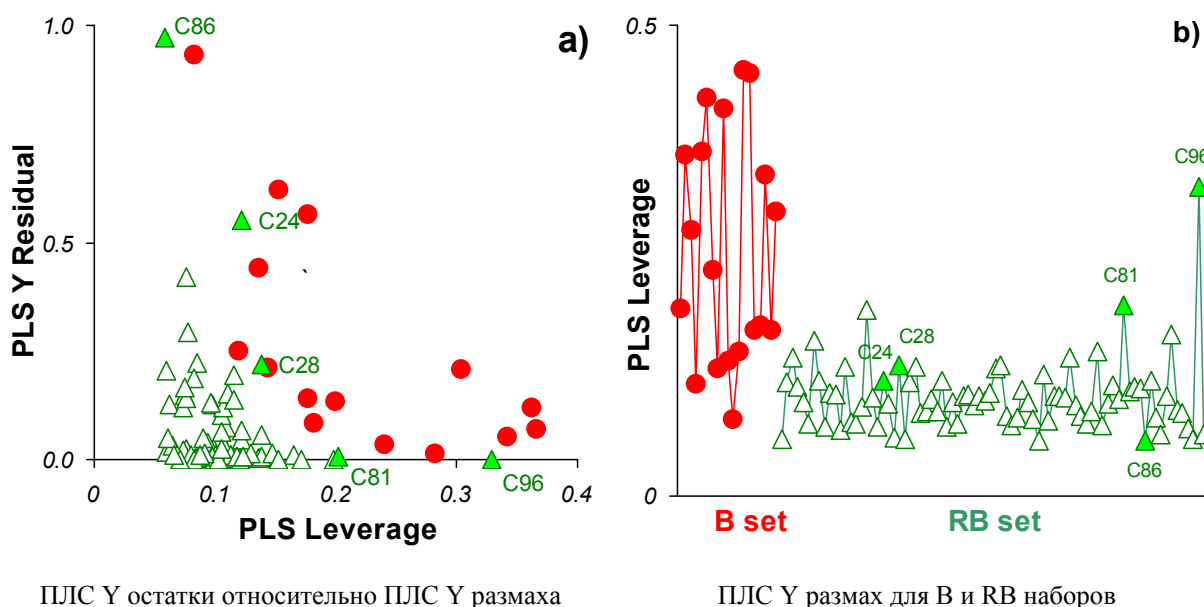 a)
1.0
C86
PLS Y Residual
C24
0.5
C28
0.0
C81
C96
0
0.1
0.2
0.3
0.4
PLS Leverage
b)
0.5
C96
PLS Leverage
C81
C24
C28
C86
0
B set
RB set
ПЛС Y остатки относительно ПЛС Y размаха
ПЛС Y размах для B и RB наборов